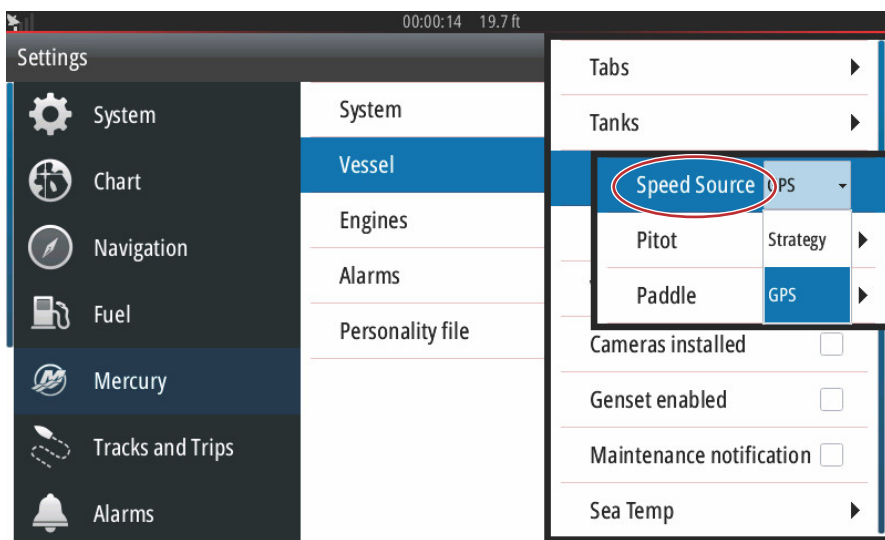 00:00:14 19.7 ft
Settings
System
Chart
Navigation
Fuel
Mercury
Tracks and Trips
Alarms
System
Vessel
Engines
Alarms
Personality file
Tabs
Tanks
Speed Source GPS
Pitot
Paddle
Strategy
GPS
Cameras installed
Genset enabled
Maintenance notification
Sea Temp